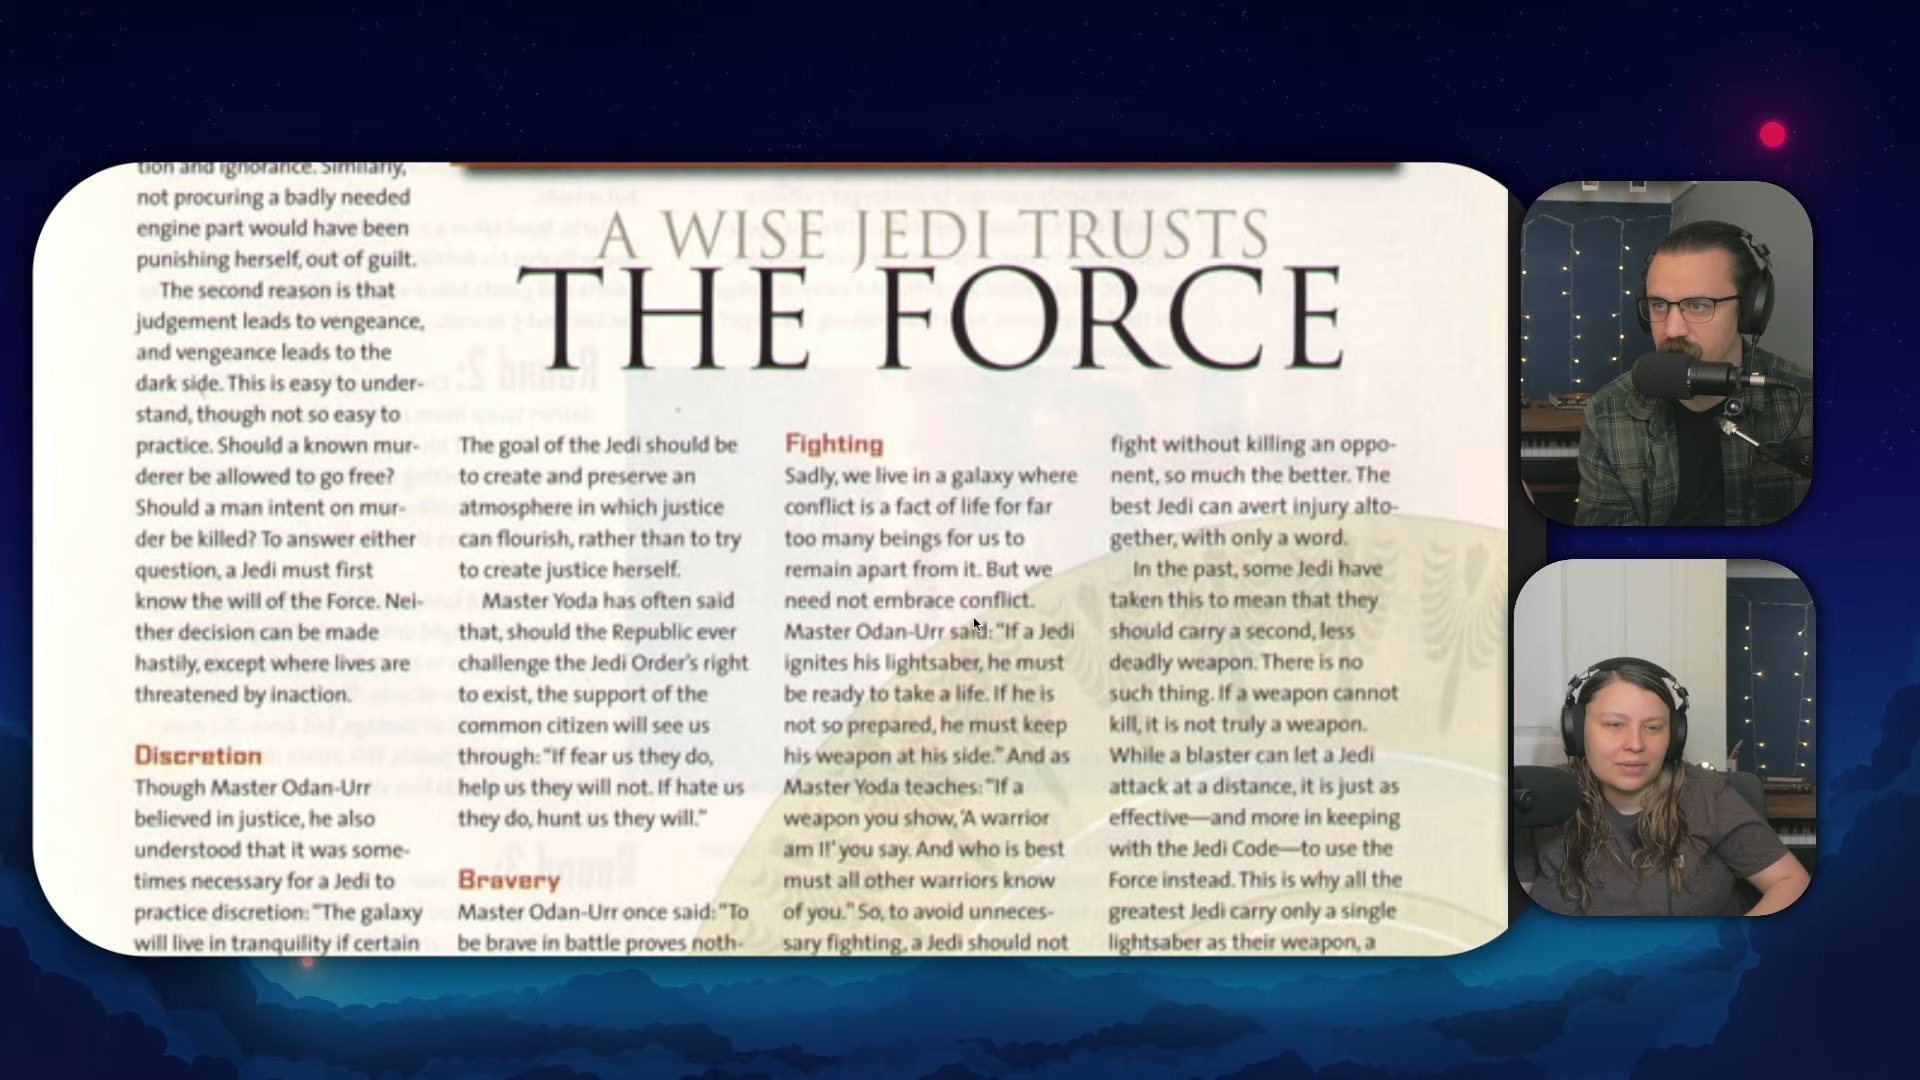 tion and ignorance. Similarly,
not procuring a badly needed
engine part would have been
punishing herself, out of guilt.
The second reason is that
judgement leads to vengeance,
and vengeance leads to the
dark side. This is easy to under-
stand, though not so easy to
practice. Should a known mur-
derer be allowed to go free?
Should a man intent on mur-
der be killed? To answer either
question, a Jedi must first
know the will of the Force. Nei-
ther decision can be made
hastily, except where lives are
threatened by inaction.
Discretion
Though Master Odan-Urr
believed in justice, he also
understood that it was some-
times necessary for a Jedi to
practice discretion: “The galaxy
will live in tranquility if certain
A WISE JEDI TRUSTS
THE FORCE
The goal of the Jedi should be
to create and preserve an
atmosphere in which justice
can flourish, rather than to try
to create justice herself.
Master Yoda has often said
that, should the Republic ever
challenge the Jedi Order’s right
to exist, the support of the
common citizen will see us
through: “If fear us they do,
help us they will not. If hate us
they do, hunt us they will.”
Bravery
Master Odan-Urr once said: “To
be brave in battle proves noth-
Fighting
Sadly, we live in a galaxy where
conflict is a fact of life for far
too many beings for us to
remain apart from it. But we
need not embrace conflict.
Master Odan-Urr said: “If a Jedi
ignites his lightsaber, he must
be ready to take a life. If he is
not so prepared, he must keep
his weapon at his side.” And as
Master Yoda teaches: “If a
weapon you show, ‘A warrior
am I!’ you say. And who is best
must all other warriors know
of you.” So, to avoid unneces-
sary fighting, a Jedi should not
fight without killing an oppo-
nent, so much the better. The
best Jedi can avert injury alto-
gether, with only a word.
In the past, some Jedi have
taken this to mean that they
should carry a second, less
deadly weapon. There is no
such thing. If a weapon cannot
kill, it is not truly a weapon.
While a blaster can let a Jedi
attack at a distance, it is just as
effective—and more in keeping
with the Jedi Code—to use the
Force instead. This is why all the
greatest Jedi carry only a single
lightsaber as their weapon, a